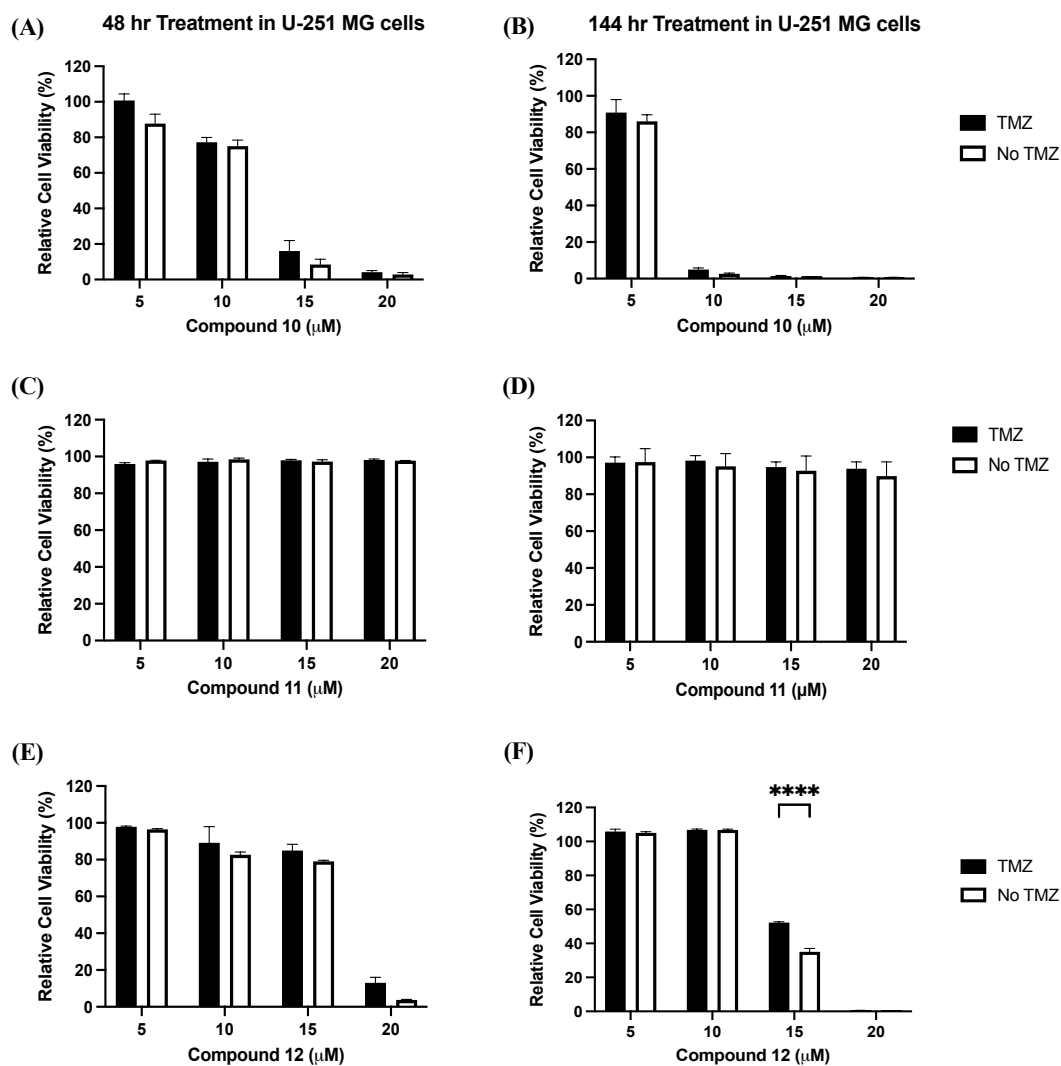 (A)
48 hr Treatment in U-251 MG cells
Relative Cell Viability (%)
120
100
80
60
40
20
0
5 10 15 20
Compound 10 (μM)
(B)
144 hr Treatment in U-251 MG cells
Relative Cell Viability (%)
120
100
80
60
40
20
0
5 10 15 20
Compound 10 (μM)
TMZ
No TMZ
(C)
Relative Cell Viability (%)
120
100
80
60
40
20
0
5 10 15 20
Compound 11 (μM)
(D)
Relative Cell Viability (%)
120
100
80
60
40
20
0
5 10 15 20
Compound 11 (µM)
TMZ
No TMZ
(E)
Relative Cell Viability (%)
120
100
80
60
40
20
0
5 10 15 20
Compound 12 (μM)
(F)
Relative Cell Viability (%)
120
100
80
60
40
20
0
****
5 10 15 20
Compound 12 (μM)
TMZ
No TMZ